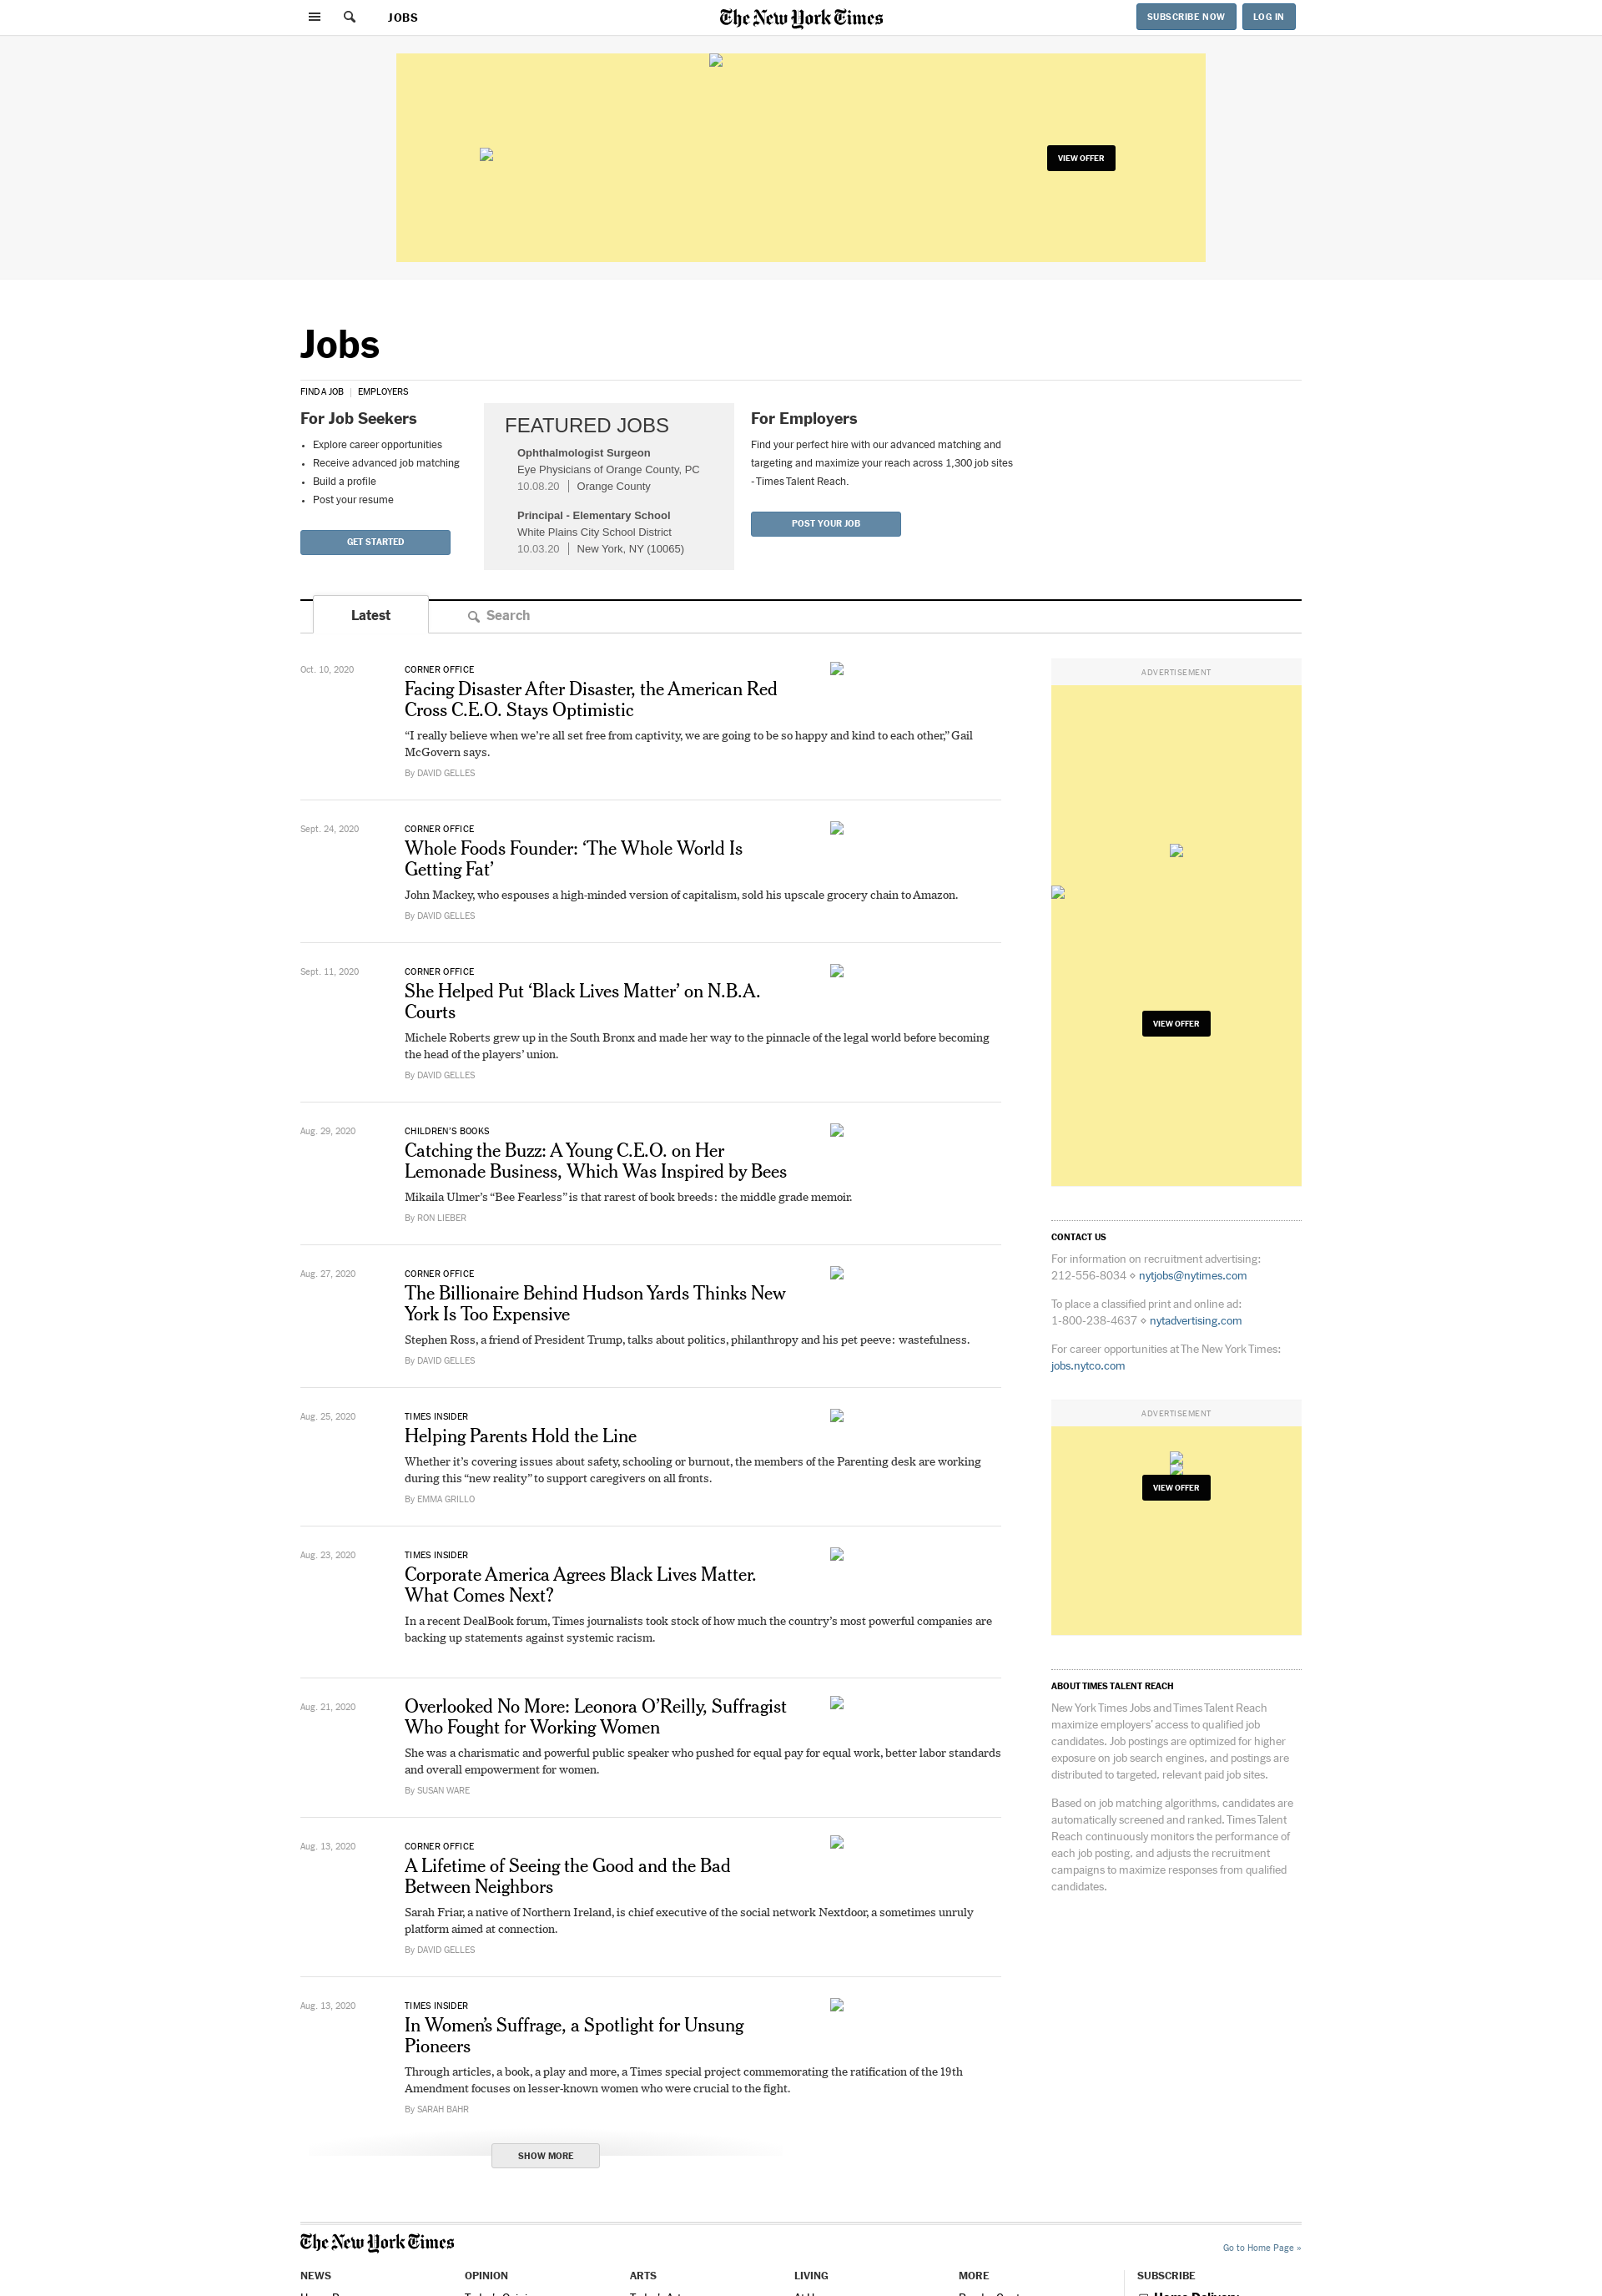 JOBS
The New York Times
SUBSCRIBE NOW
LOG IN
VIEW OFFER
Jobs
FIND A JOB | EMPLOYERS
For Job Seekers
• Explore career opportunities
• Receive advanced job matching
• Build a profile
• Post your resume
GET STARTED
FEATURED JOBS
Ophthalmologist Surgeon
Eye Physicians of Orange County, PC
10.08.20 | Orange County
Principal - Elementary School
White Plains City School District
10.03.20 | New York, NY (10065)
For Employers
Find your perfect hire with our advanced matching and
targeting and maximize your reach across 1,300 job sites
- Times Talent Reach.
POST YOUR JOB
Latest
Search
Oct. 10, 2020
CORNER OFFICE
Facing Disaster After Disaster, the American Red
Cross C.E.O. Stays Optimistic
“I really believe when we’re all set free from captivity, we are going to be so happy and kind to each other,” Gail
McGovern says.
By DAVID GELLES
Sept. 24, 2020
CORNER OFFICE
Whole Foods Founder: ‘The Whole World Is
Getting Fat’
John Mackey, who espouses a high-minded version of capitalism, sold his upscale grocery chain to Amazon.
By DAVID GELLES
Sept. 11, 2020
CORNER OFFICE
She Helped Put ‘Black Lives Matter’ on N.B.A.
Courts
Michele Roberts grew up in the South Bronx and made her way to the pinnacle of the legal world before becoming
the head of the players’ union.
By DAVID GELLES
Aug. 29, 2020
CHILDREN’S BOOKS
Catching the Buzz: A Young C.E.O. on Her
Lemonade Business, Which Was Inspired by Bees
Mikaila Ulmer’s “Bee Fearless” is that rarest of book breeds: the middle grade memoir.
By RON LIEBER
Aug. 27, 2020
CORNER OFFICE
The Billionaire Behind Hudson Yards Thinks New
York Is Too Expensive
Stephen Ross, a friend of President Trump, talks about politics, philanthropy and his pet peeve: wastefulness.
By DAVID GELLES
Aug. 25, 2020
TIMES INSIDER
Helping Parents Hold the Line
Whether it’s covering issues about safety, schooling or burnout, the members of the Parenting desk are working
during this “new reality” to support caregivers on all fronts.
By EMMA GRILLO
Aug. 23, 2020
TIMES INSIDER
Corporate America Agrees Black Lives Matter.
What Comes Next?
In a recent DealBook forum, Times journalists took stock of how much the country’s most powerful companies are
backing up statements against systemic racism.
Aug. 21, 2020
Overlooked No More: Leonora O’Reilly, Suffragist
Who Fought for Working Women
She was a charismatic and powerful public speaker who pushed for equal pay for equal work, better labor standards
and overall empowerment for women.
By SUSAN WARE
Aug. 13, 2020
CORNER OFFICE
A Lifetime of Seeing the Good and the Bad
Between Neighbors
Sarah Friar, a native of Northern Ireland, is chief executive of the social network Nextdoor, a sometimes unruly
platform aimed at connection.
By DAVID GELLES
Aug. 13, 2020
TIMES INSIDER
In Women’s Suffrage, a Spotlight for Unsung
Pioneers
Through articles, a book, a play and more, a Times special project commemorating the ratification of the 19th
Amendment focuses on lesser-known women who were crucial to the fight.
By SARAH BAHR
SHOW MORE
ADVERTISEMENT
VIEW OFFER
CONTACT US
For information on recruitment advertising:
212-556-8034 ⋄ nytjobs@nytimes.com
To place a classified print and online ad:
1-800-238-4637 ⋄ nytadvertising.com
For career opportunities at The New York Times:
jobs.nytco.com
ADVERTISEMENT
VIEW OFFER
ABOUT TIMES TALENT REACH
New York Times Jobs and Times Talent Reach
maximize employers’ access to qualified job
candidates. Job postings are optimized for higher
exposure on job search engines, and postings are
distributed to targeted, relevant paid job sites.
Based on job matching algorithms, candidates are
automatically screened and ranked. Times Talent
Reach continuously monitors the performance of
each job posting, and adjusts the recruitment
campaigns to maximize responses from qualified
candidates.
The New York Times
Go to Home Page »
NEWS
OPINION
ARTS
LIVING
MORE
SUBSCRIBE
Home Delivery